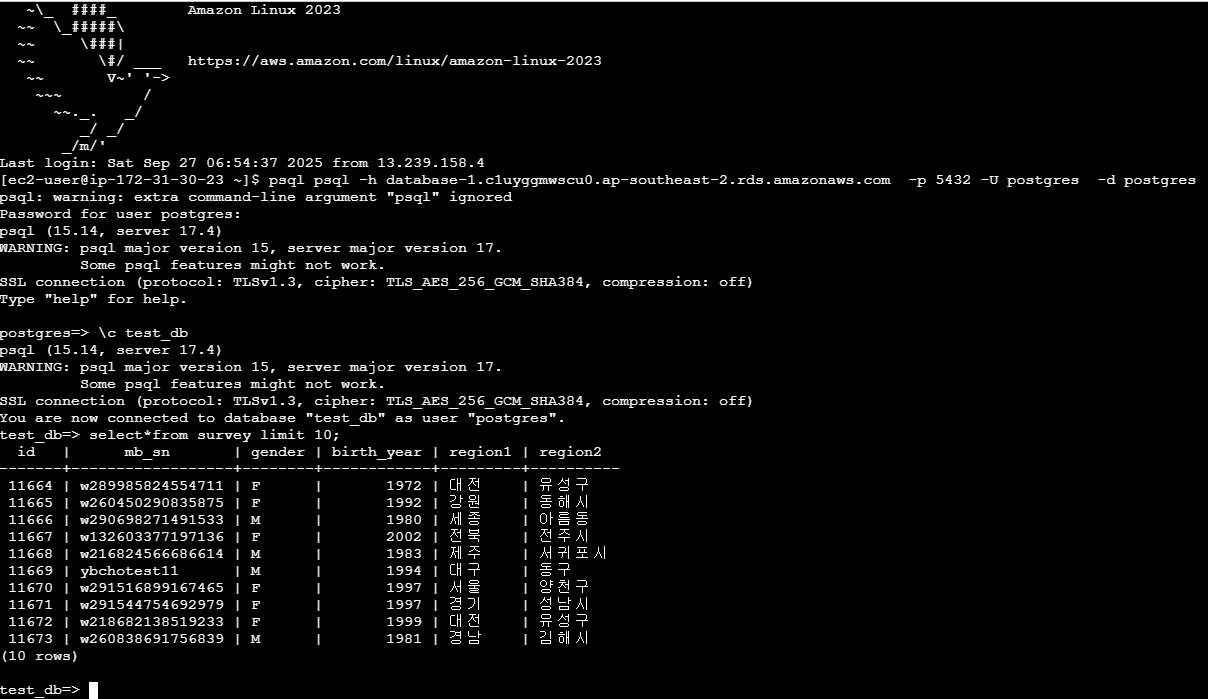 ~\_ ####_ Amazon Linux 2023
~~ \_#####\
~~ \###|
~~ \#/ ___ https://aws.amazon.com/linux/amazon-linux-2023
~~ V~' '->
~~~ /
~~._. _/
_/ _/
_/m/'
Last login: Sat Sep 27 06:54:37 2025 from 13.239.158.4
[ec2-user@ip-172-31-30-23 ~]$ psql psql -h database-1.c1uyggmwscu0.ap-southeast-2.rds.amazonaws.com -p 5432 -U postgres -d postgres
psql: warning: extra command-line argument "psql" ignored
Password for user postgres:
psql (15.14, server 17.4)
WARNING: psql major version 15, server major version 17.
Some psql features might not work.
SSL connection (protocol: TLSv1.3, cipher: TLS_AES_256_GCM_SHA384, compression: off)
Type "help" for help.
postgres=> \c test_db
psql (15.14, server 17.4)
WARNING: psql major version 15, server major version 17.
Some psql features might not work.
SSL connection (protocol: TLSv1.3, cipher: TLS_AES_256_GCM_SHA384, compression: off)
You are now connected to database "test_db" as user "postgres".
test_db=> select*from survey limit 10;
id | mb_sn | gender | birth_year | region1 | region2
-------+------------------+--------+------------+---------+----------
11664 | w289985824554711 | F | 1972 | 대전 | 유성구
11665 | w260450290835875 | F | 1992 | 강원 | 동해시
11666 | w290698271491533 | M | 1980 | 세종 | 아름동
11667 | w132603377197136 | F | 2002 | 전북 | 전주시
11668 | w216824566686614 | M | 1983 | 제주 | 서귀포시
11669 | ybchotest11 | M | 1994 | 대구 | 동구
11670 | w291516899167465 | F | 1997 | 서울 | 양천구
11671 | w291544754692979 | F | 1997 | 경기 | 성남시
11672 | w218682138519233 | F | 1999 | 대전 | 유성구
11673 | w260838691756839 | M | 1981 | 경남 | 김해시
(10 rows)
test_db=>